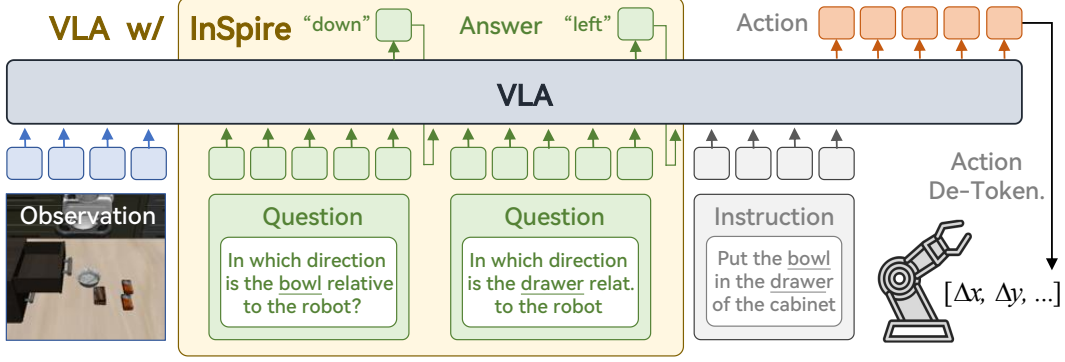 VLA w/ InSpire "down" Answer "left" Action
VLA
Action
De-Token.
Observation
Question
In which direction
is the bowl relative
to the robot?
Question
In which direction
is the drawer relat.
to the robot
Instruction
Put the bowl
in the drawer
of the cabinet
[Δx, Δy, ...]